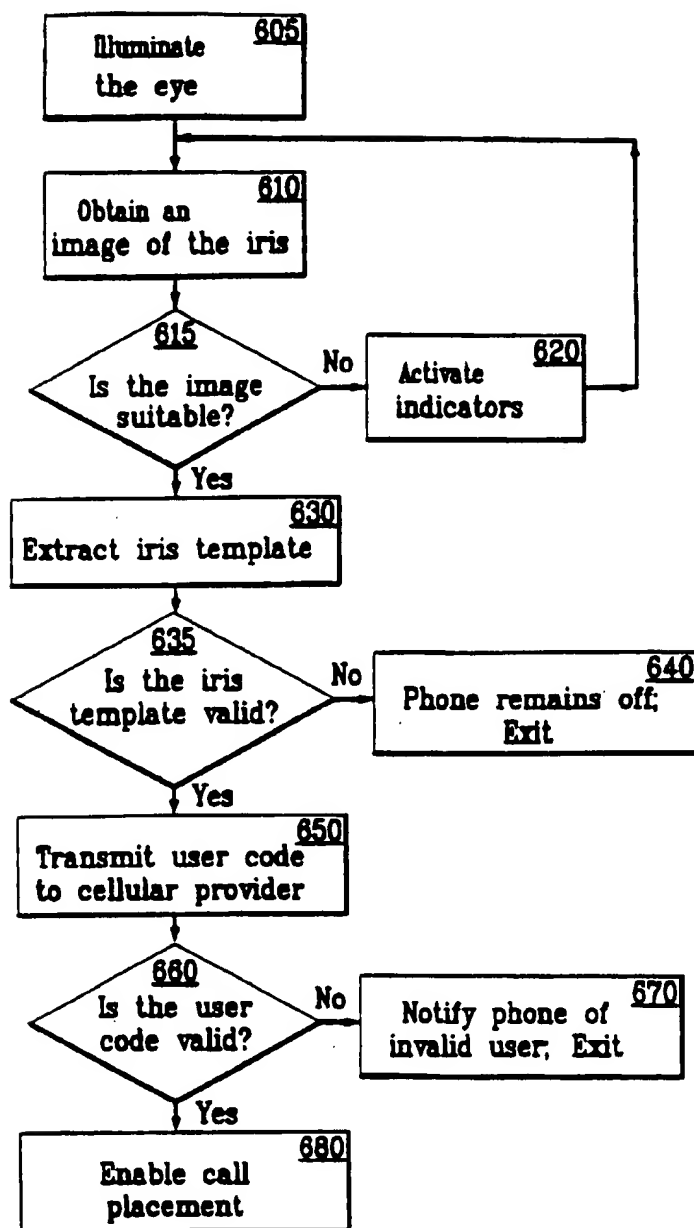 605
Illuminate
the eye
610
Obtain an
image of the iris
615
Is the image
suitable?
No
620
Activate
indicators
Yes
630
Extract iris template
635
Is the iris
template valid?
No
640
Phone remains off;
Exit
Yes
650
Transmit user code
to cellular provider
660
Is the user
code valid?
No
670
Notify phone of
invalid user; Exit
Yes
680
Enable call
placement